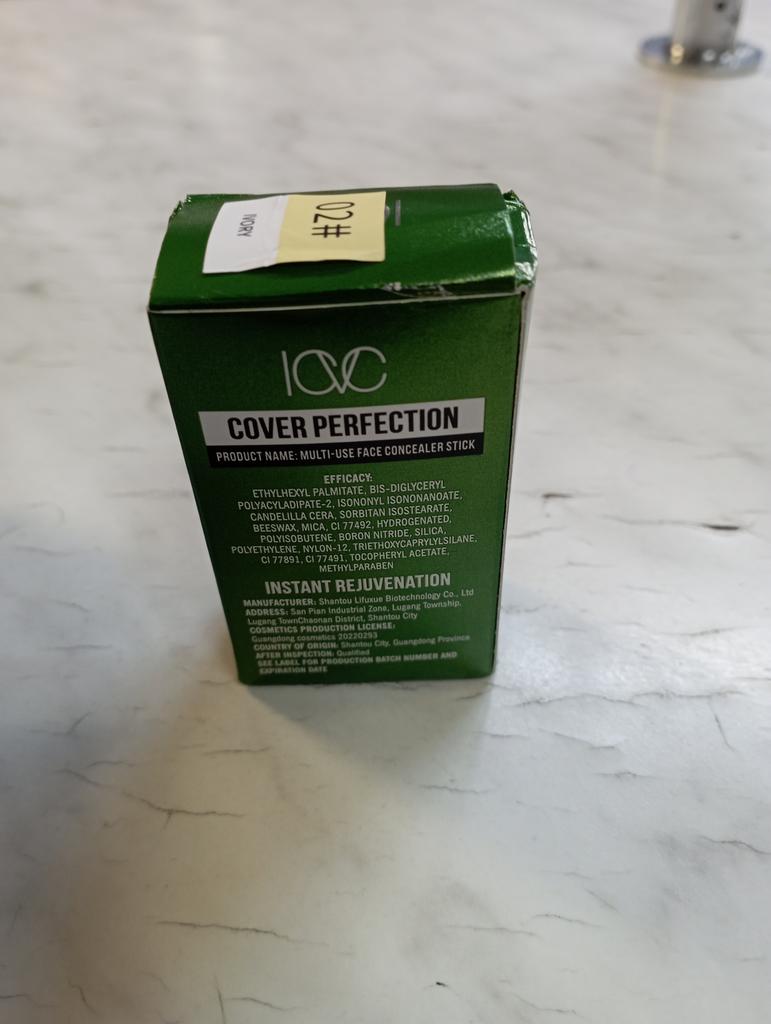 02#
IVORY
IOVC
COVER PERFECTION
PRODUCT NAME: MULTI-USE FACE CONCEALER STICK
EFFICACY:
ETHYLHEXYL PALMITATE, BIS-DIGLYCERYL
POLYACYLADIPATE-2, ISONONYL ISONONANOATE,
CANDELILLA CERA, SORBITAN ISOSTEARATE,
BEESWAX, MICA, CI 77492, HYDROGENATED,
POLYISOBUTENE, BORON NITRIDE, SILICA,
POLYETHYLENE, NYLON-12, TRIETHOXYCAPRYLYLSILANE,
CI 77891, CI 77491, TOCOPHERYL ACETATE,
METHYLPARABEN
INSTANT REJUVENATION
MANUFACTURER: Shantou Lifuxue Biotechnology Co., Ltd
ADDRESS: San Pian Industrial Zone, Lugang Township,
Lugang TownChaonan District, Shantou City
COSMETICS PRODUCTION LICENSE:
Guangdong cosmetics 20220293
COUNTRY OF ORIGIN: Shantou City, Guangdong Province
AFTER INSPECTION: Qualified
SEE LABEL FOR PRODUCTION BATCH NUMBER AND
EXPIRATION DATE